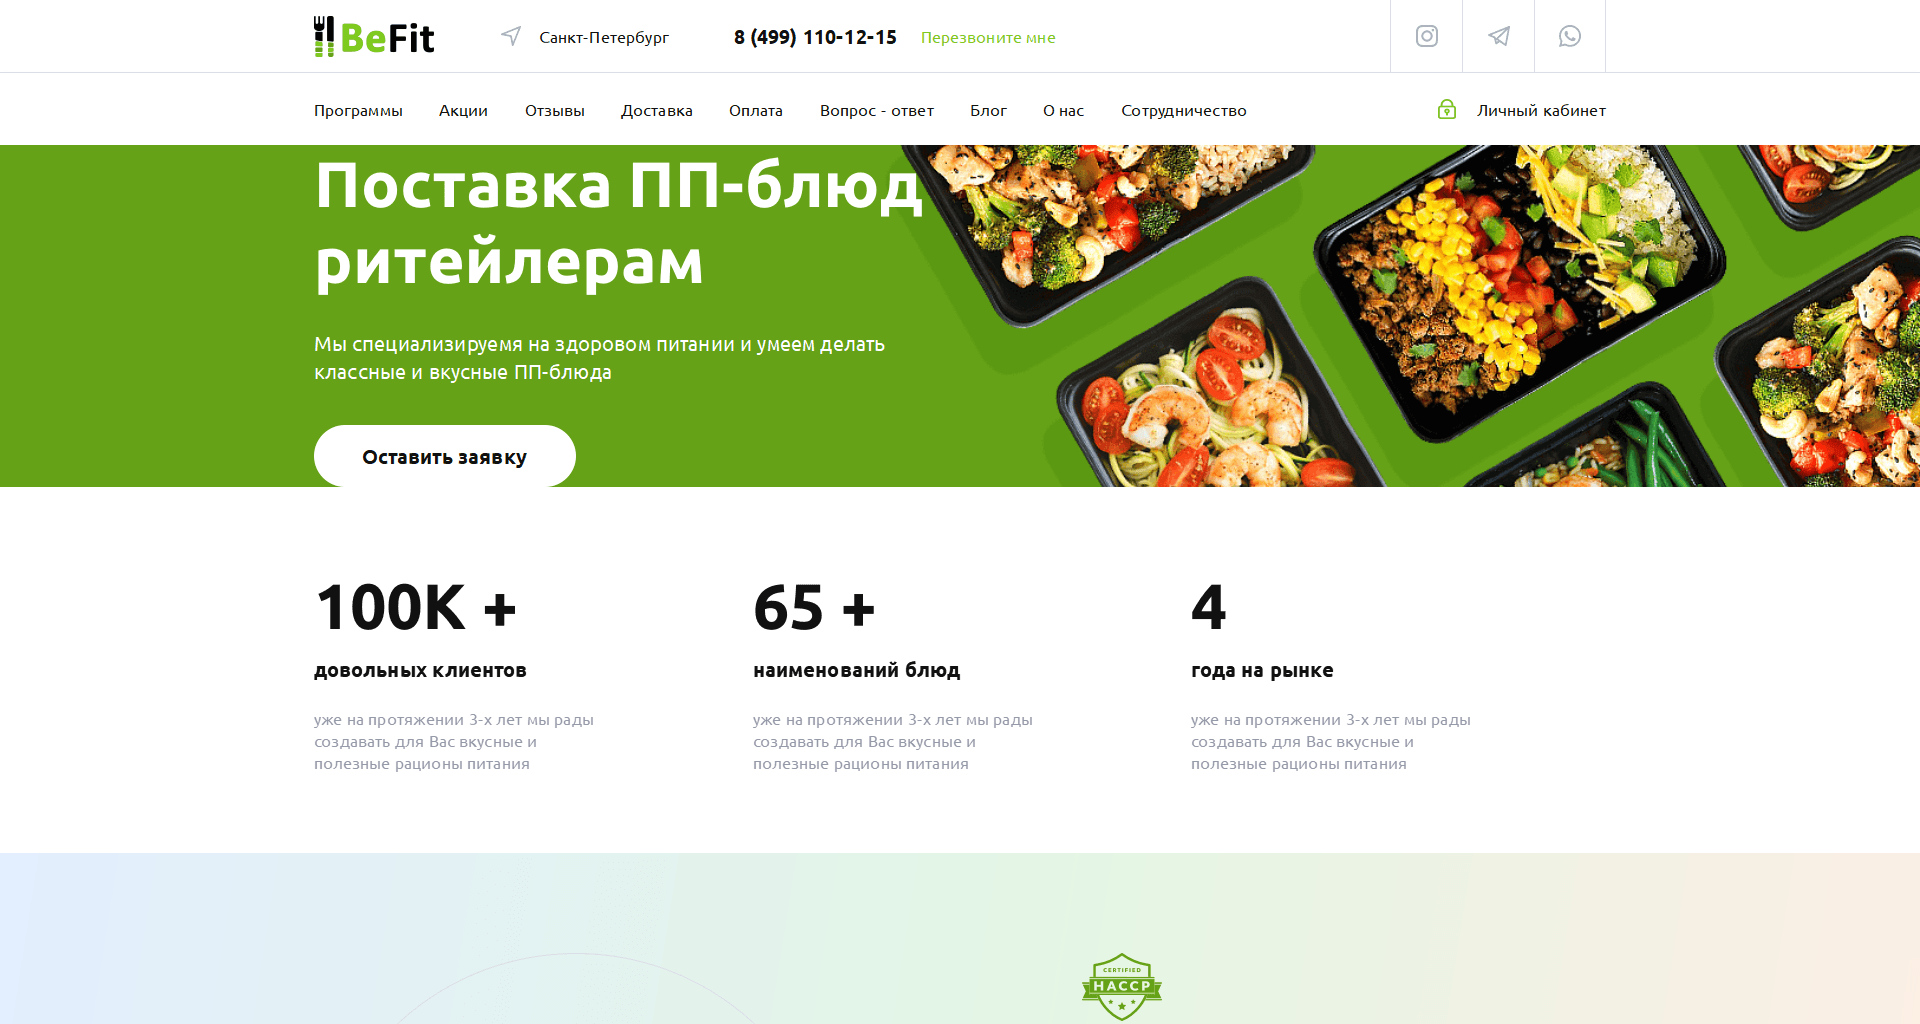 BeFit
Санкт-Петербург
8 (499) 110-12-15
Перезвоните мне
Программы
Акции
Отзывы
Доставка
Оплата
Вопрос - ответ
Блог
О нас
Сотрудничество
Личный кабинет
Поставка ПП-блюд
ритейлерам
Мы специализируемя на здоровом питании и умеем делать
классные и вкусные ПП-блюда
Оставить заявку
100К +
довольных клиентов
уже на протяжении 3-х лет мы рады
создавать для Вас вкусные и
полезные рационы питания
65 +
наименований блюд
уже на протяжении 3-х лет мы рады
создавать для Вас вкусные и
полезные рационы питания
4
года на рынке
уже на протяжении 3-х лет мы рады
создавать для Вас вкусные и
полезные рационы питания
CERTIFIED
HACCP